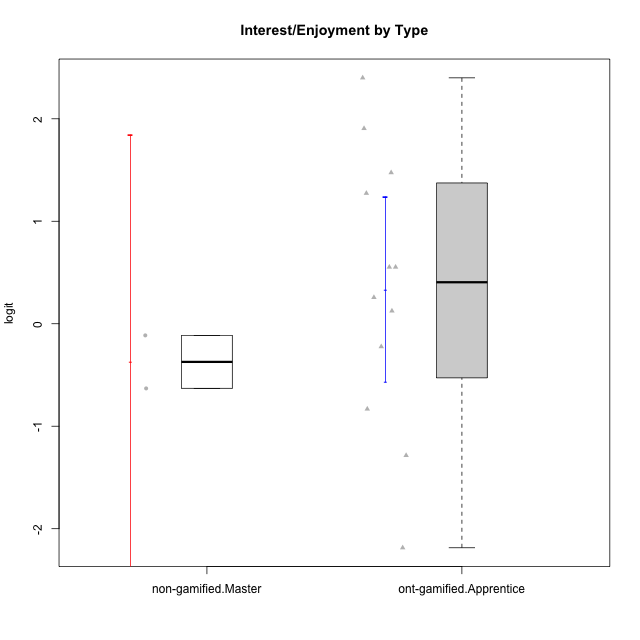 Interest/Enjoyment by Type
2
1
0
-1
-2
logit
non-gamified.Master
ont-gamified.Apprentice